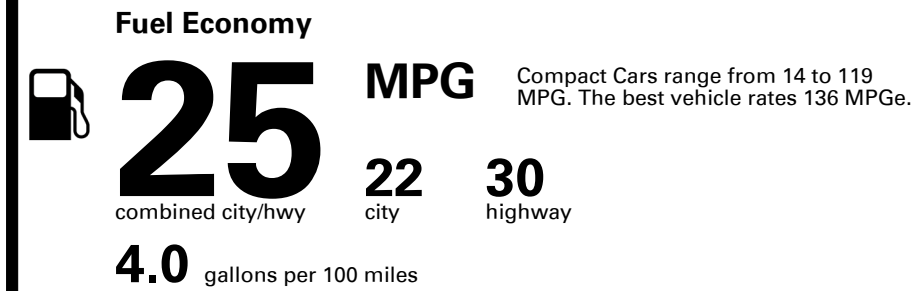 Fuel Economy
25 MPG
Compact Cars range from 14 to 119
MPG. The best vehicle rates 136 MPGe.
combined city/hwy
22
city
30
highway
4.0 gallons per 100 miles